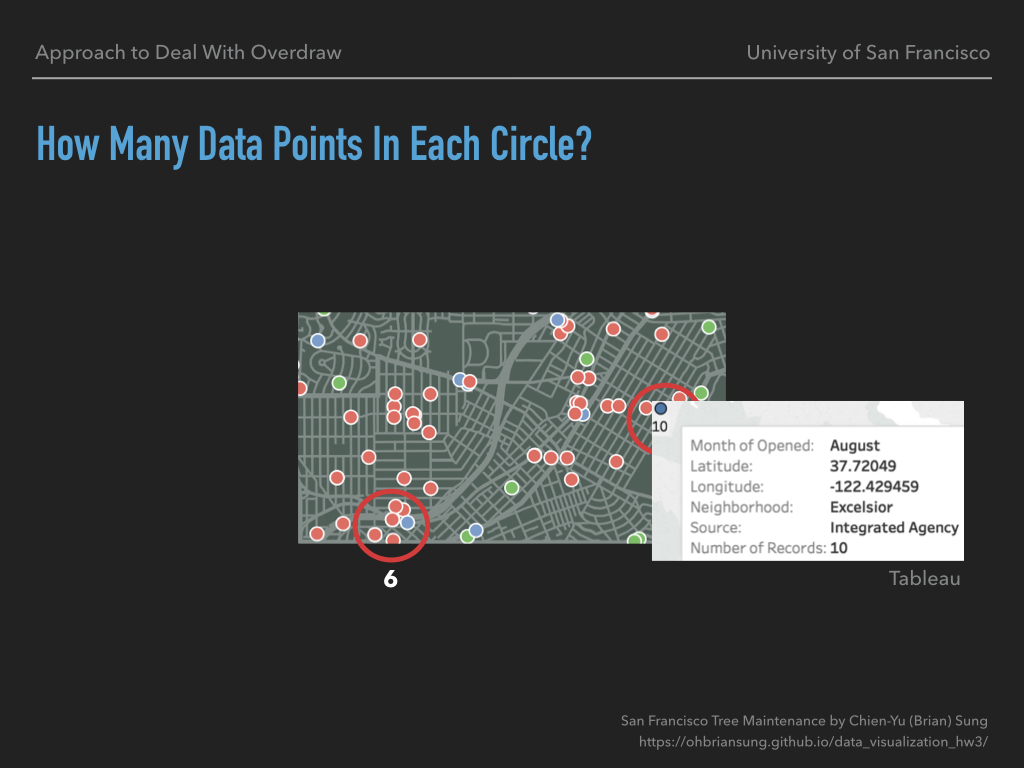 Approach to Deal With Overdraw
University of San Francisco
How Many Data Points In Each Circle?
10
Month of Opened: August
Latitude: 37.72049
Longitude: -122.429459
Neighborhood: Excelsior
Source: Integrated Agency
Number of Records: 10
6
Tableau
San Francisco Tree Maintenance by Chien-Yu (Brian) Sung
https://ohbriansung.github.io/data_visualization_hw3/